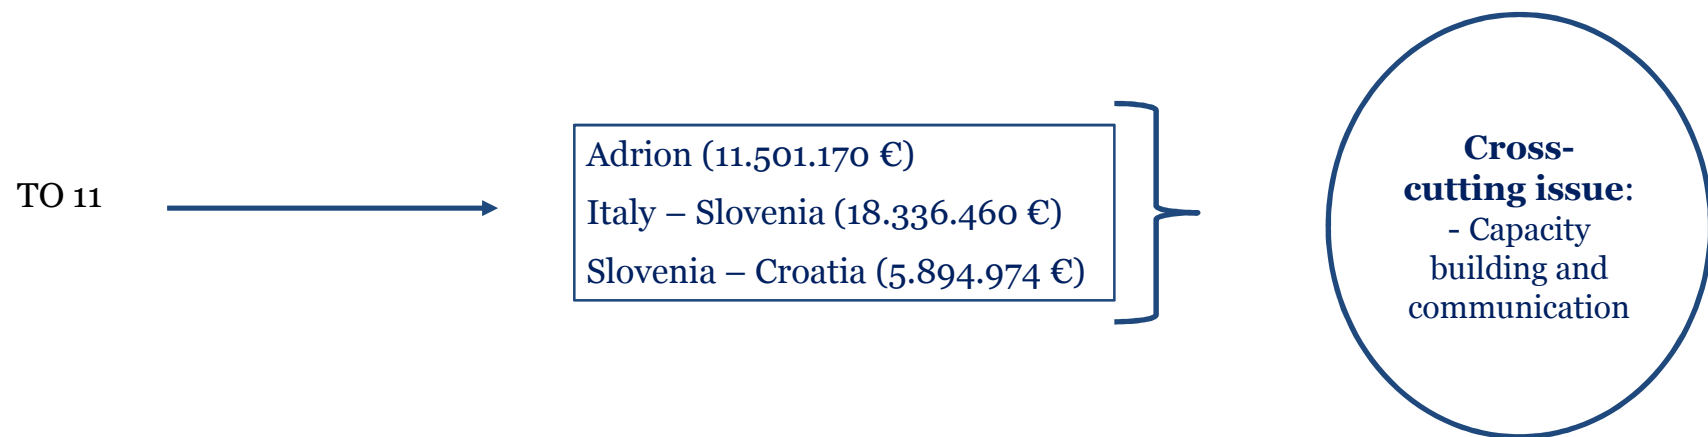 TO 11
Adrion (11.501.170 €)
Italy – Slovenia (18.336.460 €)
Slovenia – Croatia (5.894.974 €)
Cross-
cutting issue:
- Capacity
building and
communication